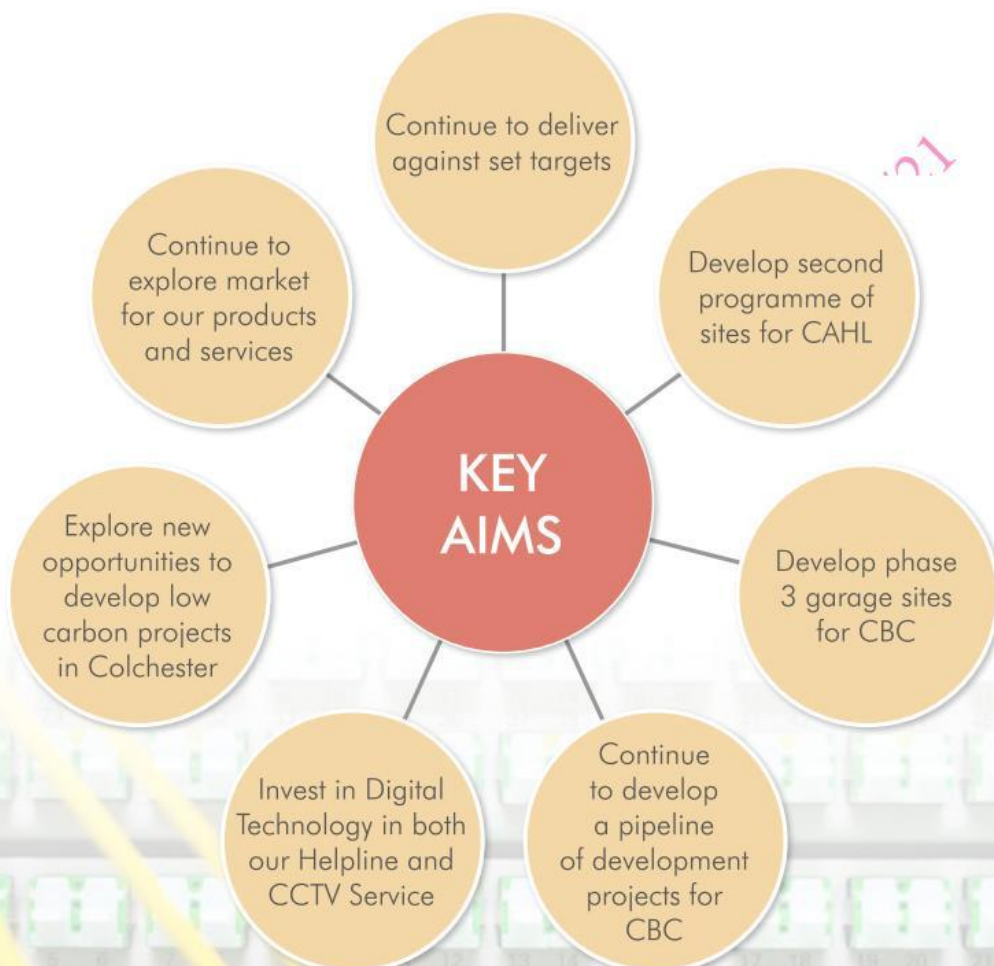 Continue to deliver
against set targets
Develop second
programme of
sites for CAHL
Develop phase
3 garage sites
for CBC
Continue
to develop
a pipeline
of development
projects for
CBC
Invest in Digital
Technology in both
our Helpline and
CCTV Service
Explore new
opportunities to
develop low
carbon projects
in Colchester
Continue to
explore market
for our products
and services
KEY
AIMS